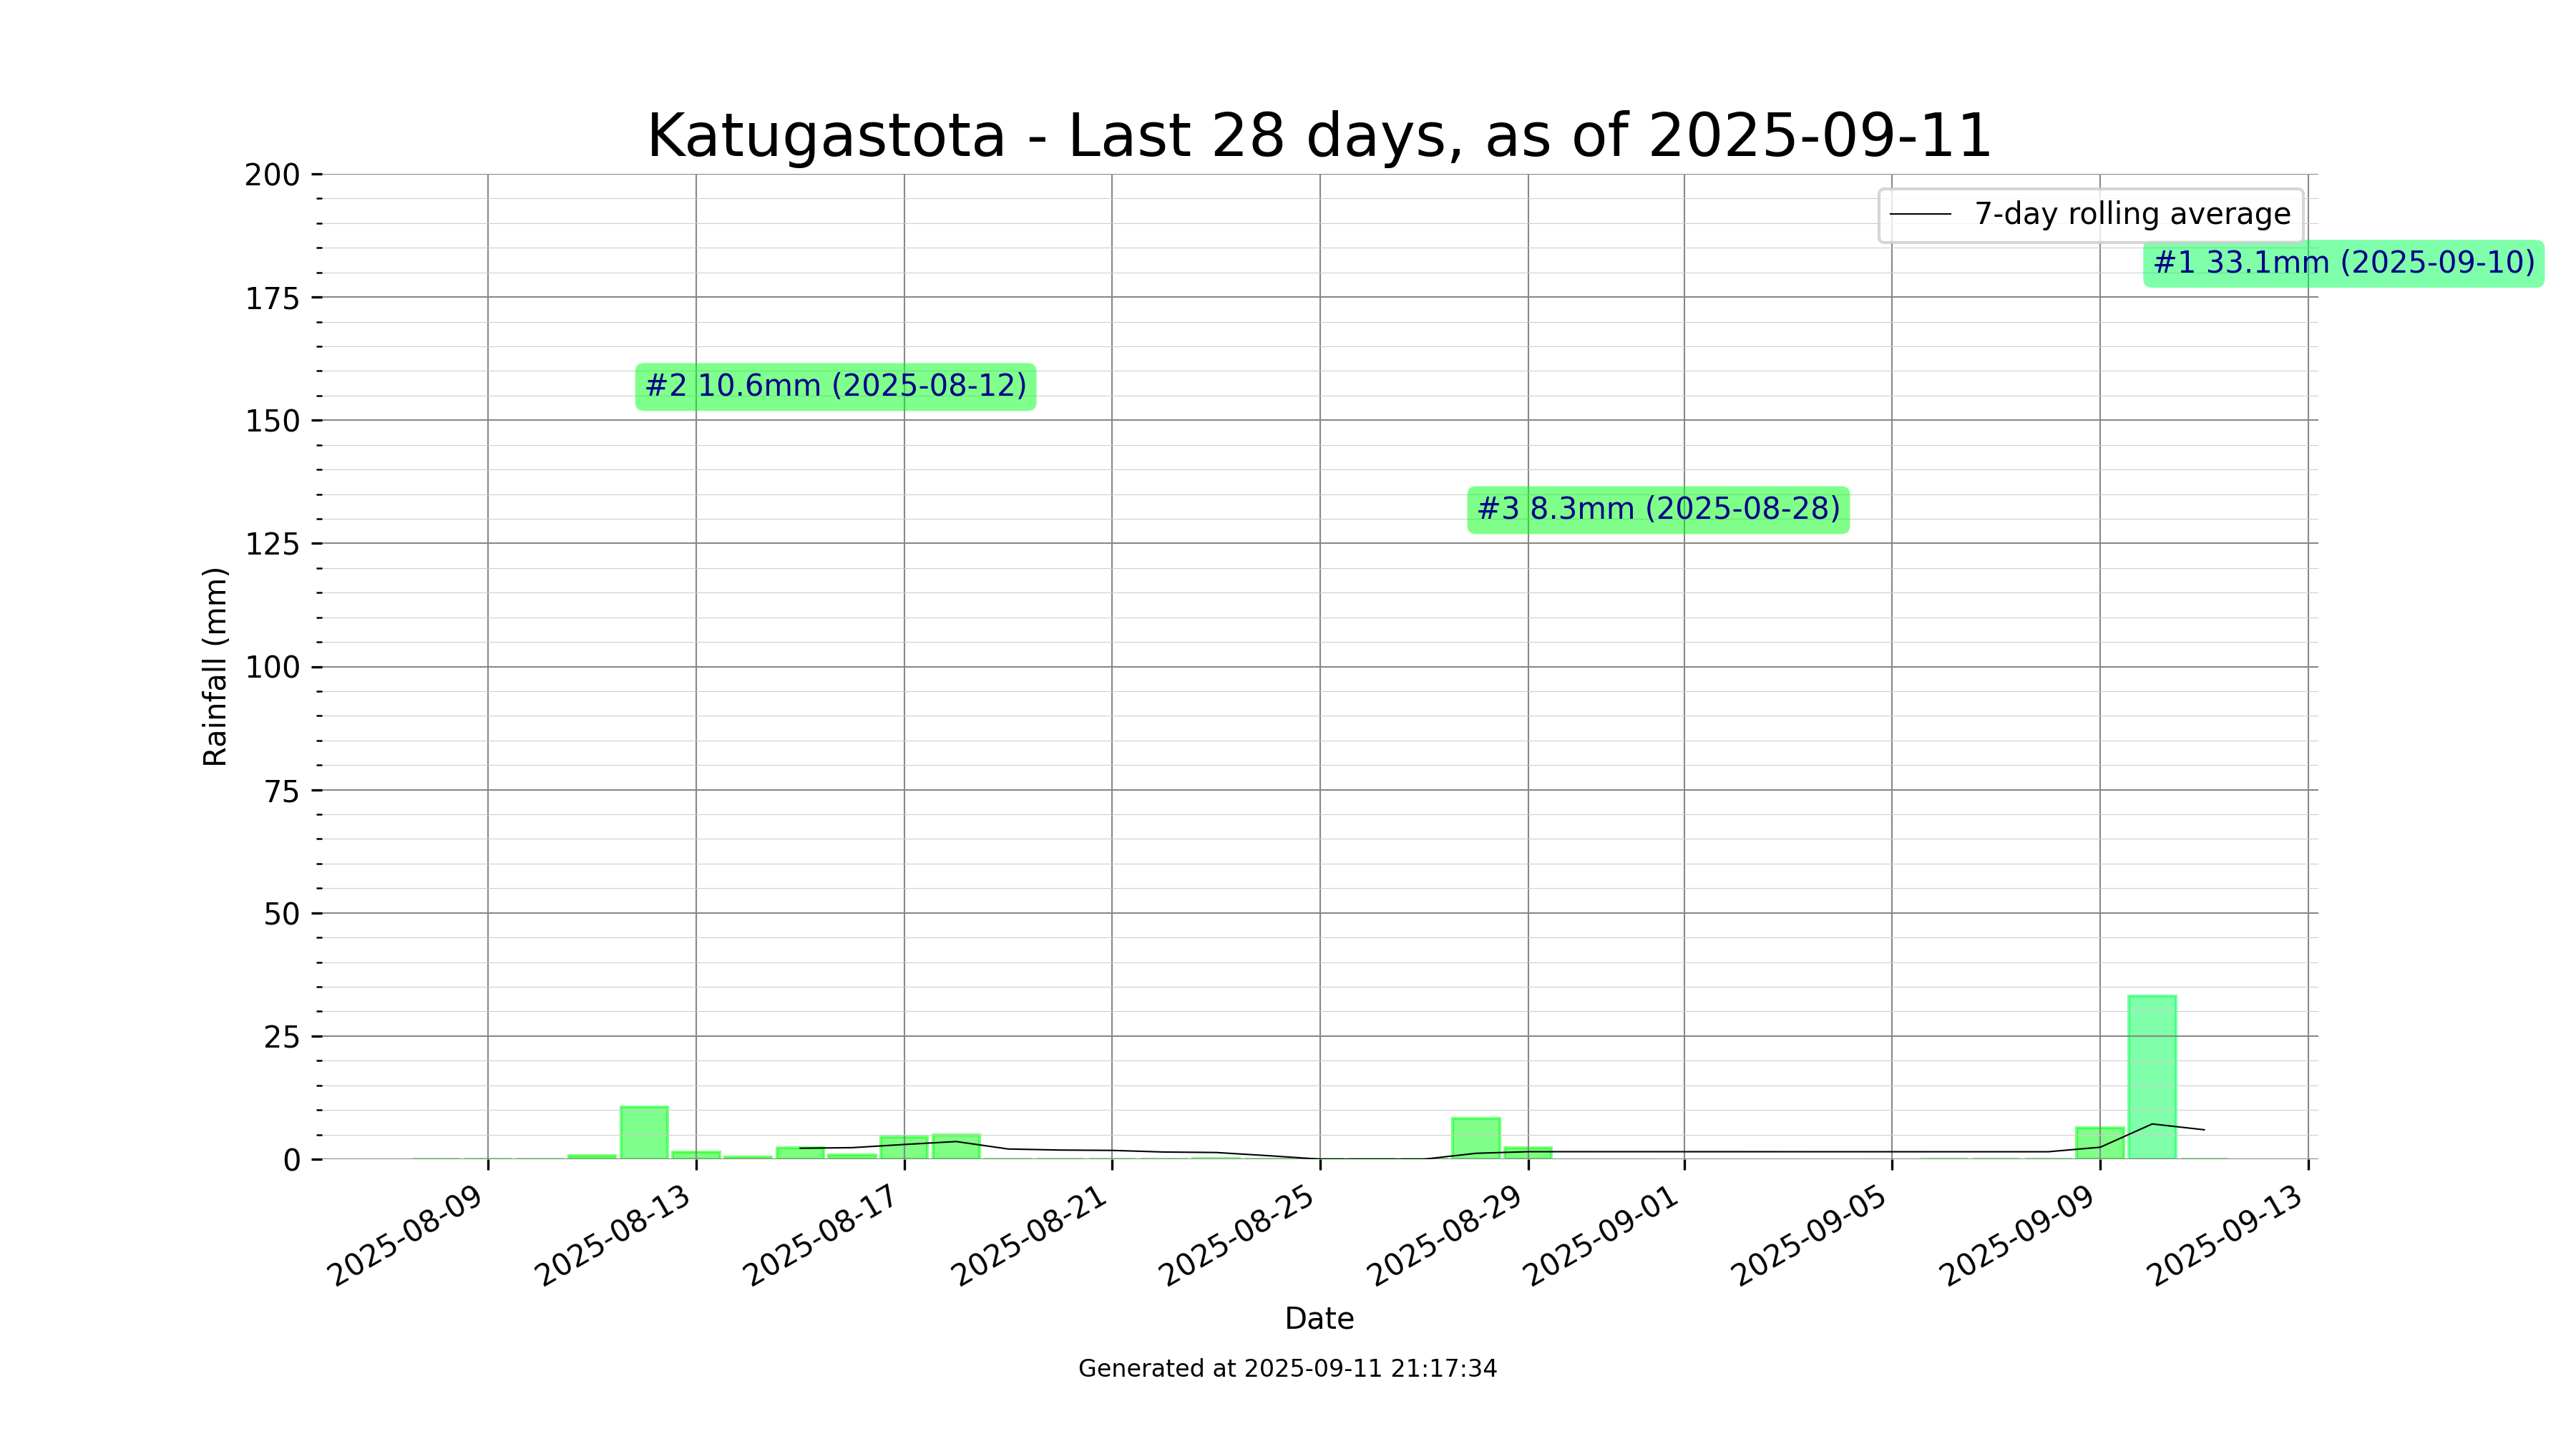 Katugastota - Last 28 days, as of 2025-09-11
200
7-day rolling average
#1 33.1mm (2025-09-10)
175
#2 10.6mm (2025-08-12)
150
#3 8.3mm (2025-08-28)
125
100
75
50
25
0
Rainfall (mm)
2025-08-09
2025-08-13
2025-08-17
2025-08-21
2025-08-25
2025-08-29
2025-09-01
2025-09-05
2025-09-09
2025-09-13
Date
Generated at 2025-09-11 21:17:34